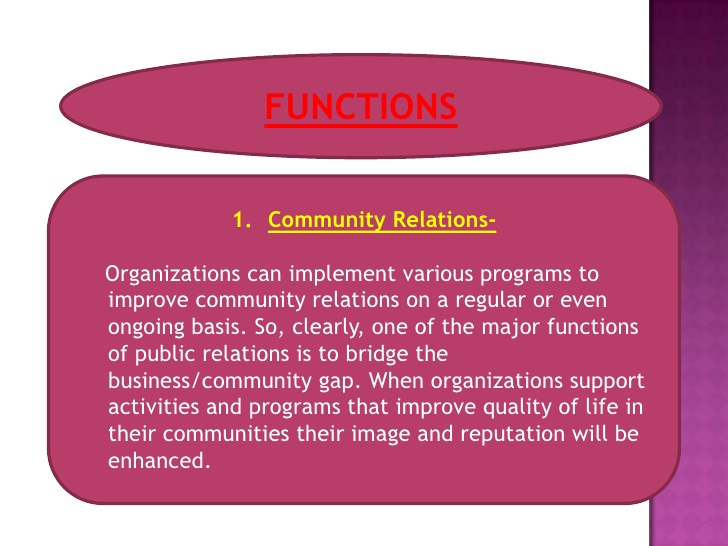 FUNCTIONS
1. Community Relations-
Organizations can implement various programs to
improve community relations on a regular or even
ongoing basis. So, clearly, one of the major functions
of public relations is to bridge the
business/community gap. When organizations support
activities and programs that improve quality of life in
their communities their image and reputation will be
enhanced.